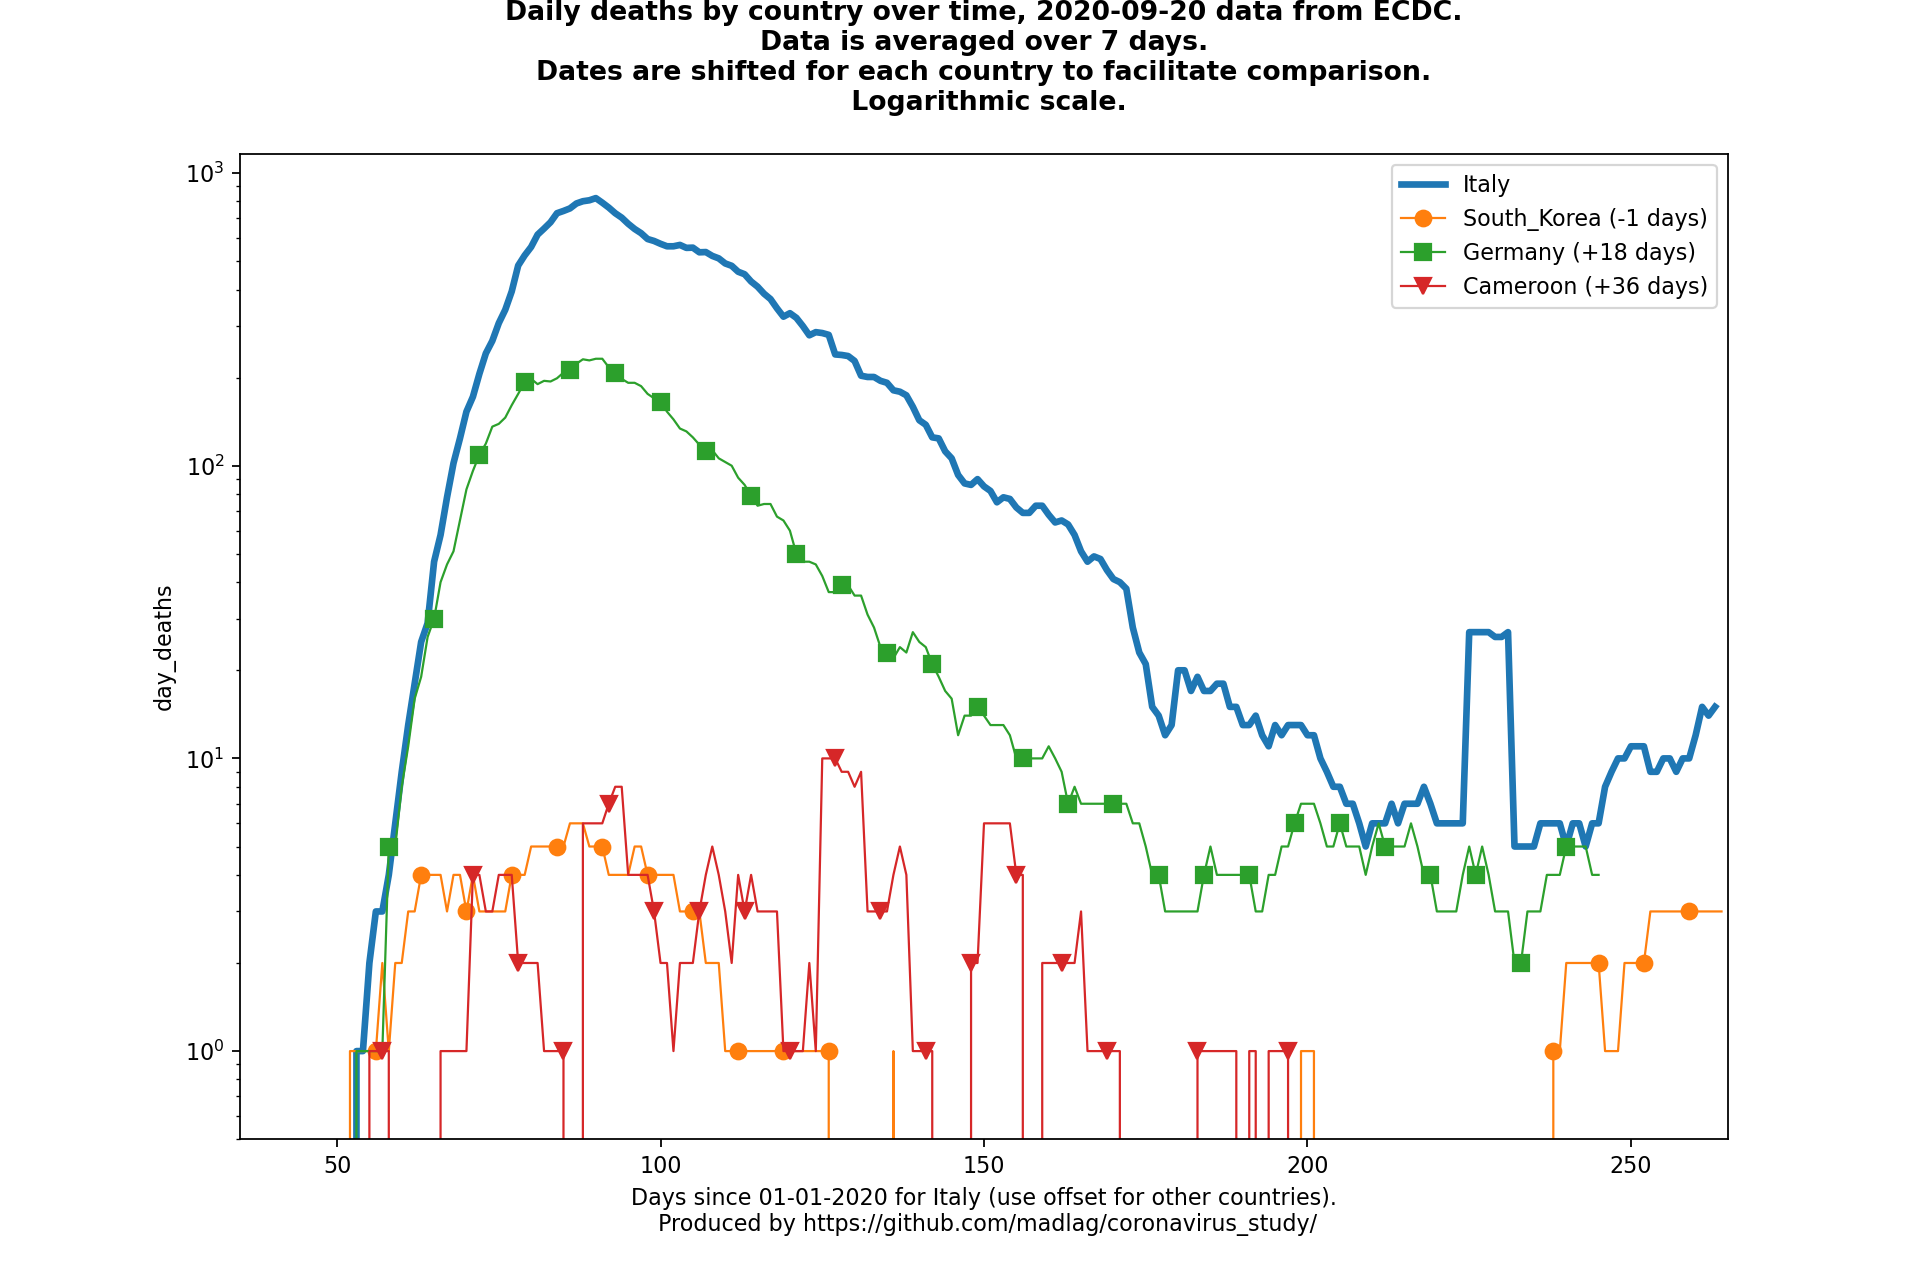 Daily deaths by country over time, 2020-09-20 data from ECDC.
Data is averaged over 7 days.
Dates are shifted for each country to facilitate comparison.
Logarithmic scale.
10³
10²
10¹
10⁰
day_deaths
Italy
South_Korea (-1 days)
Germany (+18 days)
Cameroon (+36 days)
50 100 150 200 250
Days since 01-01-2020 for Italy (use offset for other countries).
Produced by https://github.com/madlag/coronavirus_study/